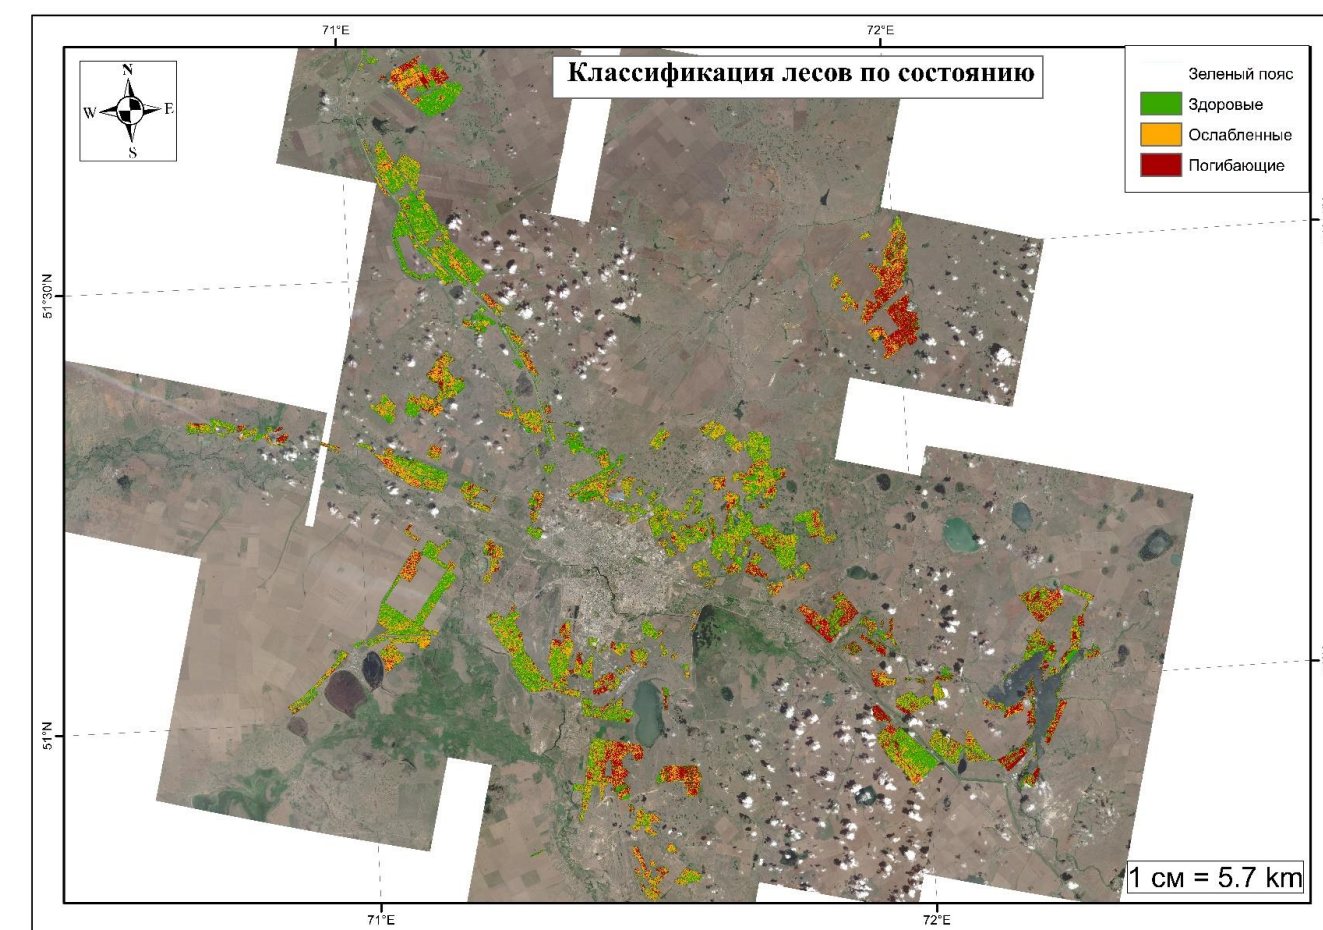 71°E
72°E
Классификация лесов по состоянию
N
W
E
S
Зеленый пояс
Здоровые
Ослабленные
Погибающие
51°30'N
51°N
1 см = 5.7 km
71°E
72°E